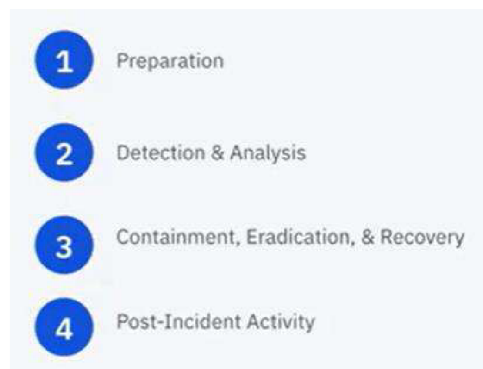 1 Preparation
2 Detection & Analysis
3 Containment, Eradication, & Recovery
4 Post-Incident Activity